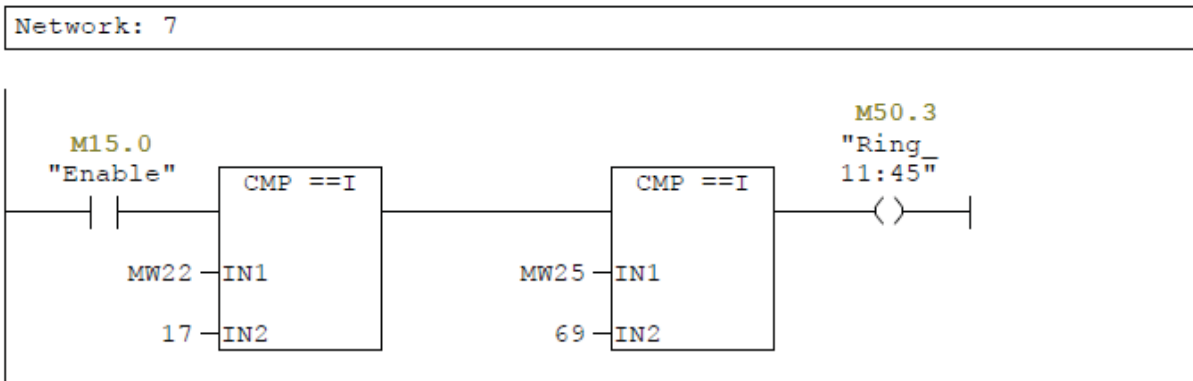 Network: 7
M15.0
"Enable"
CMP ==I
MW22
IN1
17
IN2
CMP ==I
MW25
IN1
69
IN2
M50.3
"Ring_
11:45"
( )